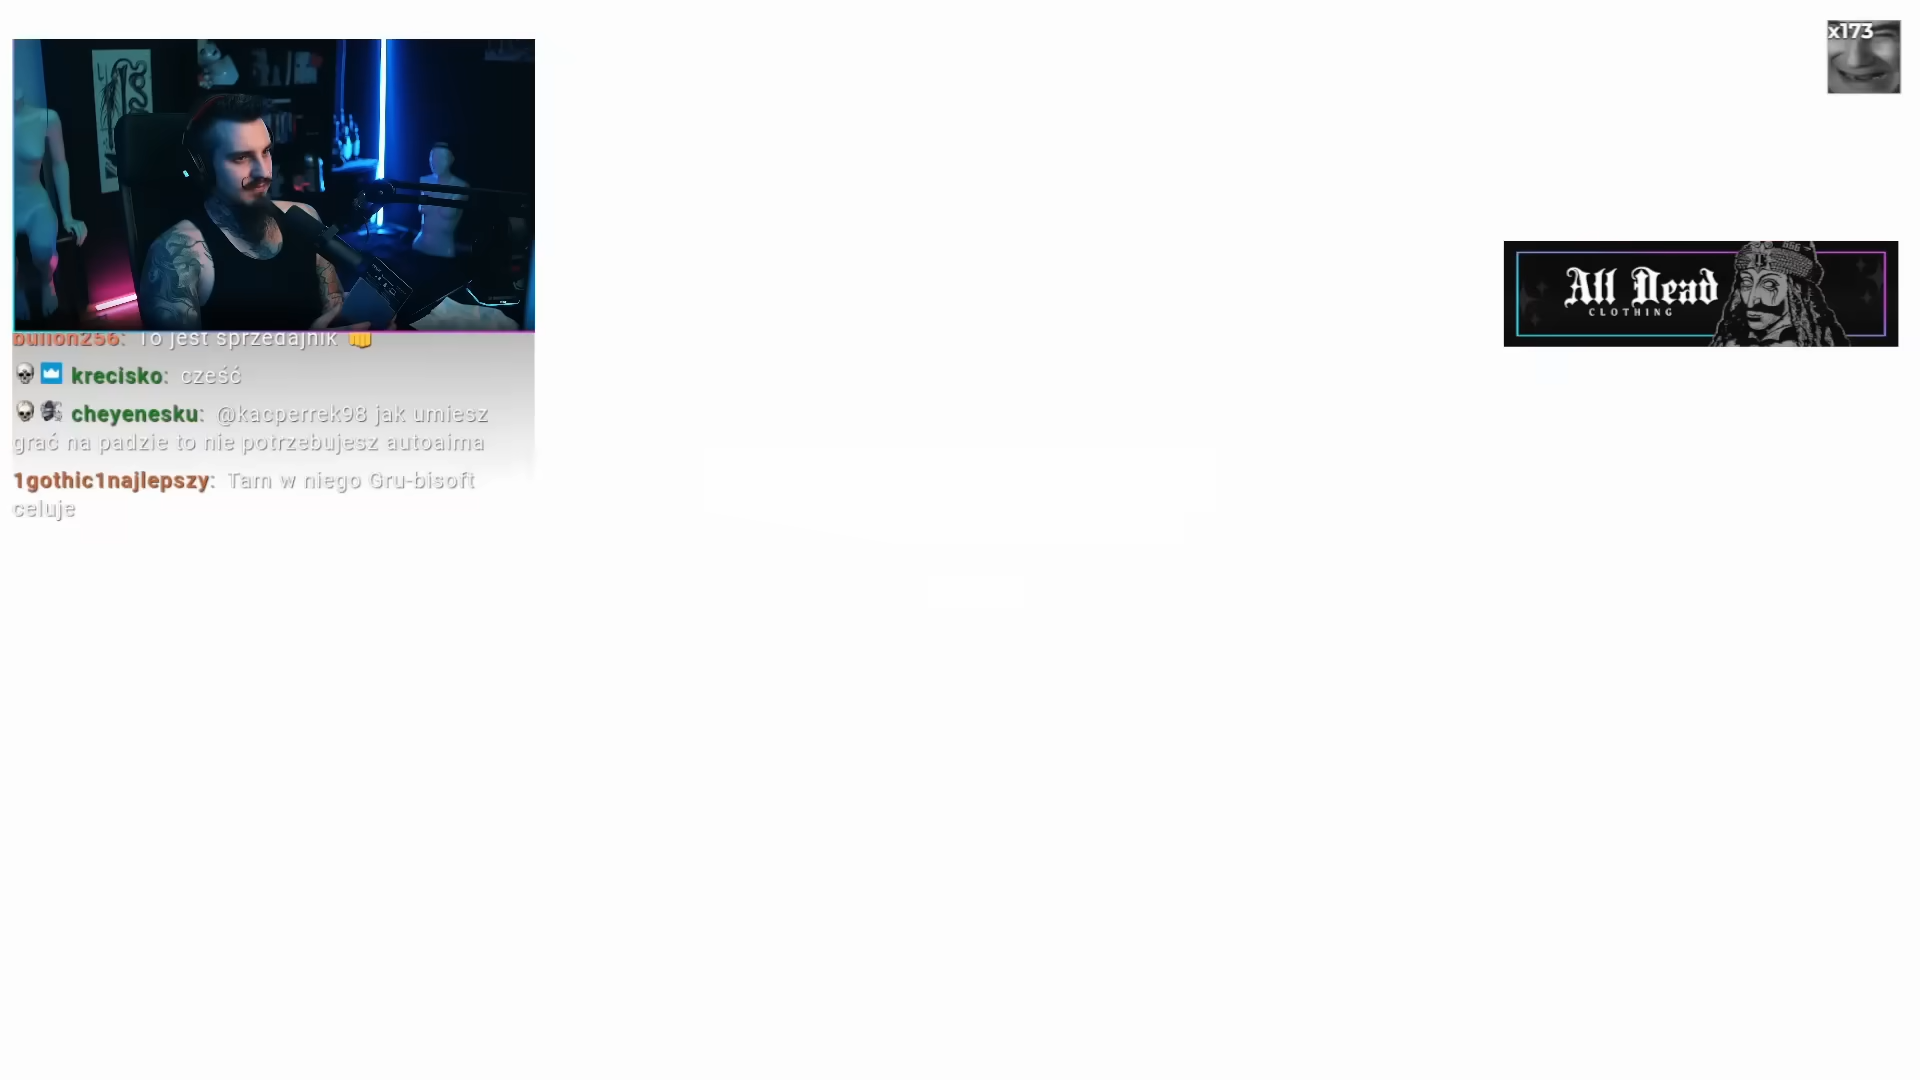 x173
All Dead
CLOTHING
bullon256: To jest sprzedajnik
krecisko: cześć
cheyenesku: @kacperrek98 jak umiesz
grać na padzie to nie potrzebujesz autoaima
1gothic1najlepszy: Tam w niego Gru-bisoft
celuje